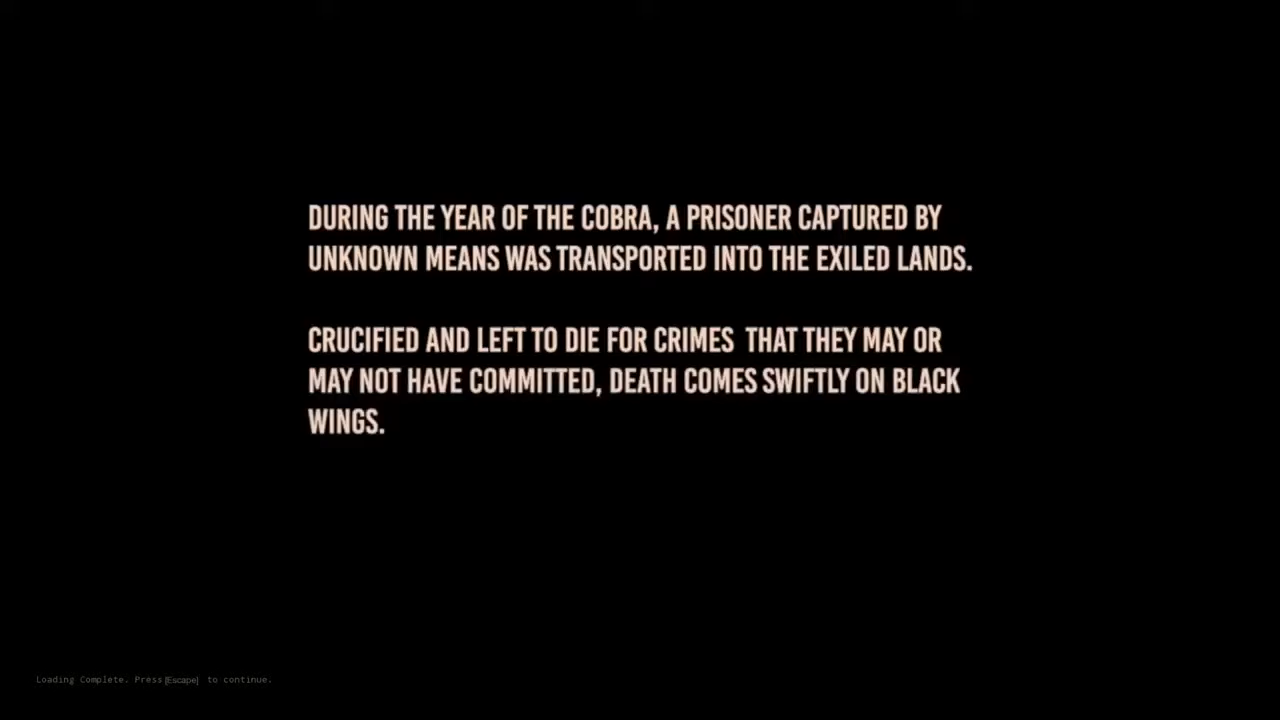 DURING THE YEAR OF THE COBRA, A PRISONER CAPTURED BY
UNKNOWN MEANS WAS TRANSPORTED INTO THE EXILED LANDS.
CRUCIFIED AND LEFT TO DIE FOR CRIMES THAT THEY MAY OR
MAY NOT HAVE COMMITTED, DEATH COMES SWIFTLY ON BLACK
WINGS.
Loading Complete. Press [Escape] to continue.